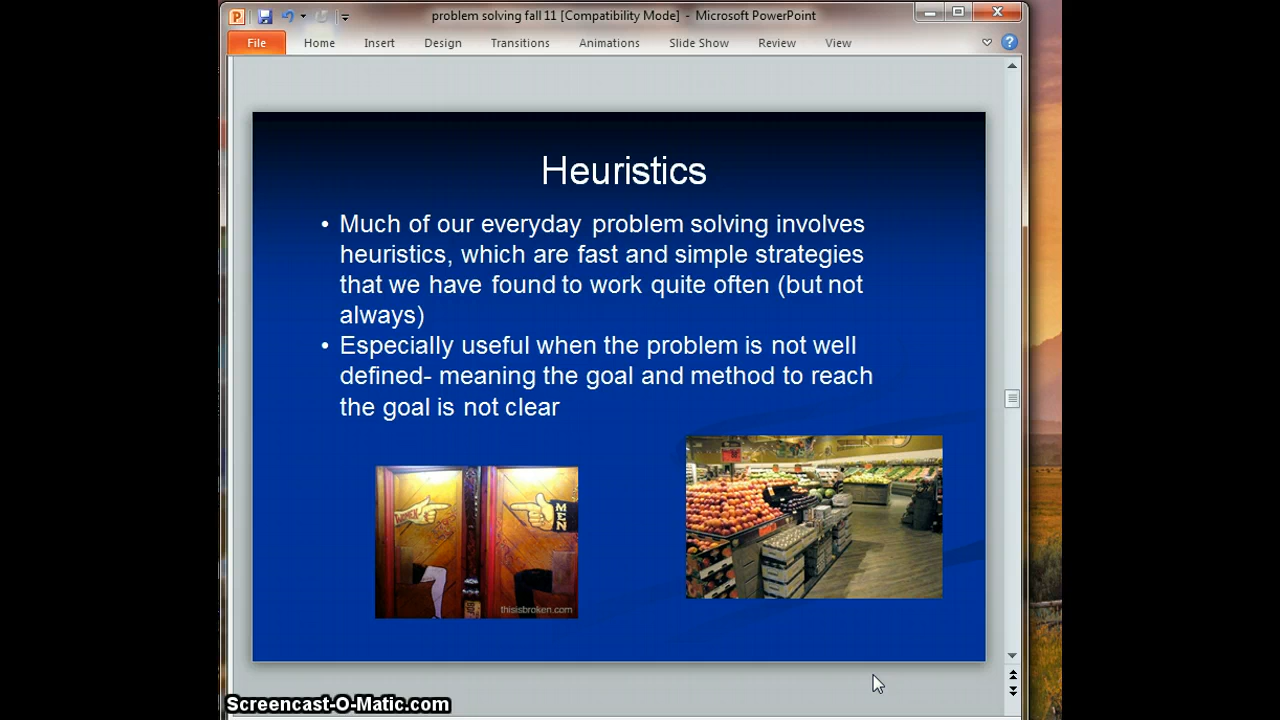 problem solving fall 11 [Compatibility Mode] - Microsoft PowerPoint
File Home Insert Design Transitions Animations Slide Show Review View
Heuristics
• Much of our everyday problem solving involves
heuristics, which are fast and simple strategies
that we have found to work quite often (but not
always)
• Especially useful when the problem is not well
defined- meaning the goal and method to reach
the goal is not clear
MEN
thisisbroken.com
Screencast-O-Matic.com